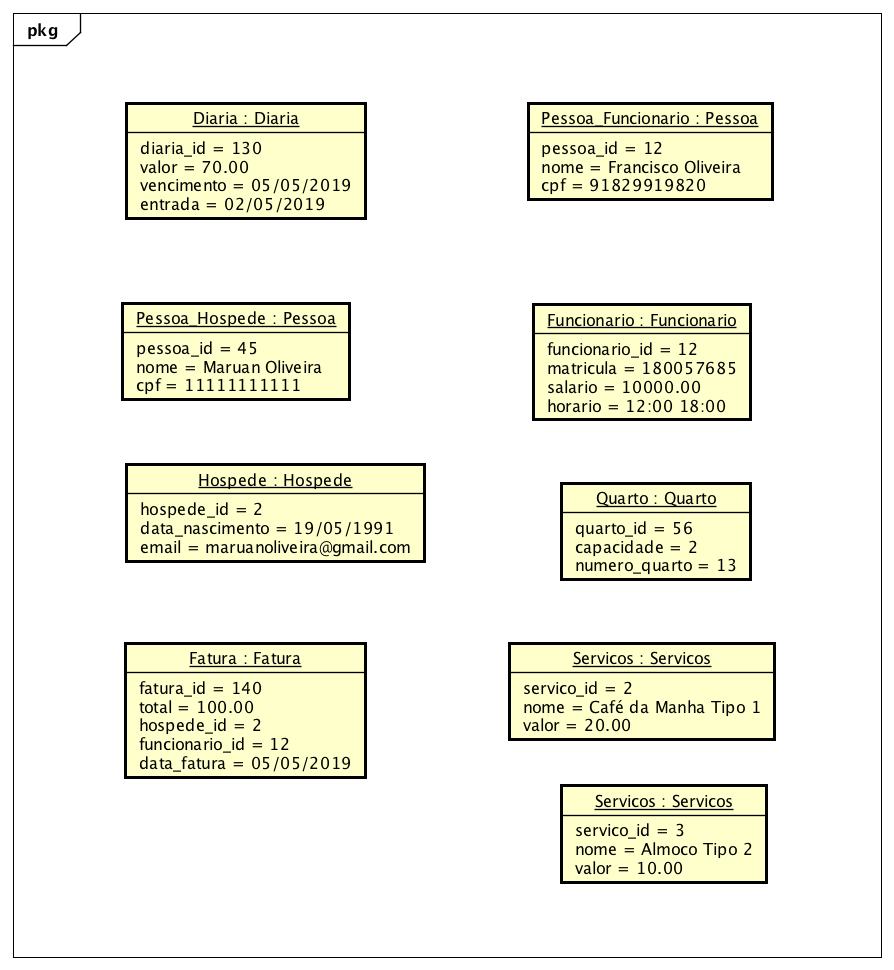 pkg
Diaria : Diaria
diaria_id = 130
valor = 70.00
vencimento = 05/05/2019
entrada = 02/05/2019
Pessoa_Funcionario : Pessoa
pessoa_id = 12
nome = Francisco Oliveira
cpf = 91829919820
Pessoa_Hospede : Pessoa
pessoa_id = 45
nome = Maruan Oliveira
cpf = 11111111111
Funcionario : Funcionario
funcionario_id = 12
matricula = 180057685
salario = 10000.00
horario = 12:00 18:00
Hospede : Hospede
hospede_id = 2
data_nascimento = 19/05/1991
email = maruanoliveira@gmail.com
Quarto : Quarto
quarto_id = 56
capacidade = 2
numero_quarto = 13
Fatura : Fatura
fatura_id = 140
total = 100.00
hospede_id = 2
funcionario_id = 12
data_fatura = 05/05/2019
Servicos : Servicos
servico_id = 2
nome = Café da Manha Tipo 1
valor = 20.00
Servicos : Servicos
servico_id = 3
nome = Almoco Tipo 2
valor = 10.00